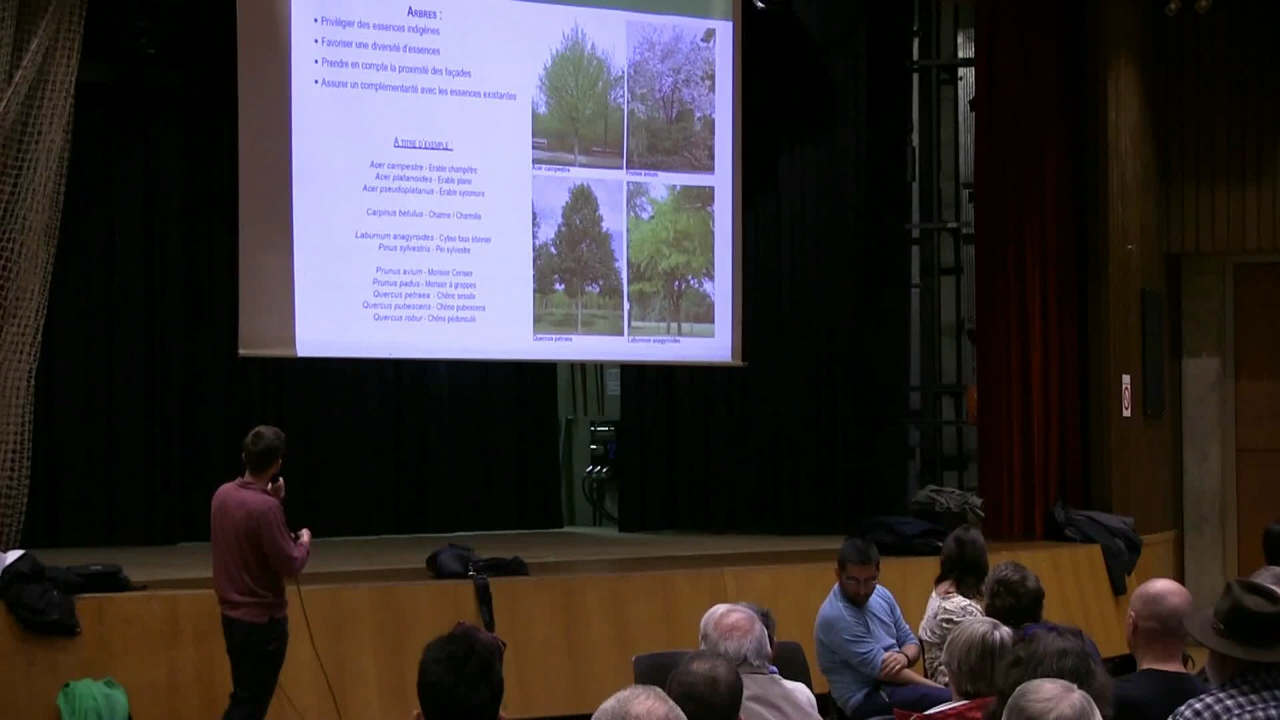 ARBRES :
• Privilégier des essences indigènes
• Favoriser une diversité d'essences
• Prendre en compte la proximité des façades
• Assurer un complémentarité avec les essences existantes
A TITRE D'EXEMPLE :
Acer campestre - Erable champêtre
Acer platanoides - Erable plane
Acer pseudoplatanus - Erable sycomore
Carpinus betulus - Charme / Charmille
Laburnum anagyroides - Cytise faux ébénier
Pinus sylvestris - Pin sylvestre
Prunus avium - Merisier Cerisier
Prunus padus - Merisier à grappes
Quercus petraea - Chêne sessile
Quercus pubescens - Chêne pubescens
Quercus robur - Chêne pédonculé
Acer campestre
Prunus avium
Quercus petraea
Laburnum anagyroides